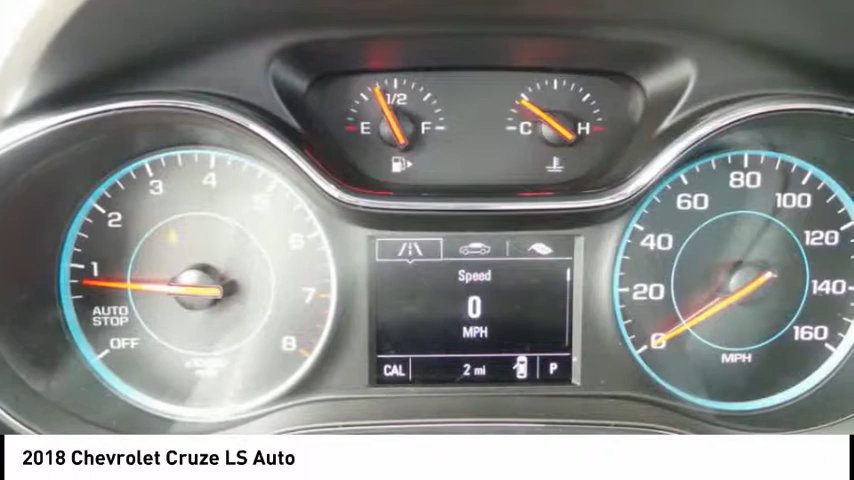 1/2
E F
C H
1 2 3 4 5 6 7 8
AUTO
STOP
OFF
Speed
0
MPH
CAL 2 mi P
0 20 40 60 80 100 120 140 160
MPH
2018 Chevrolet Cruze LS Auto